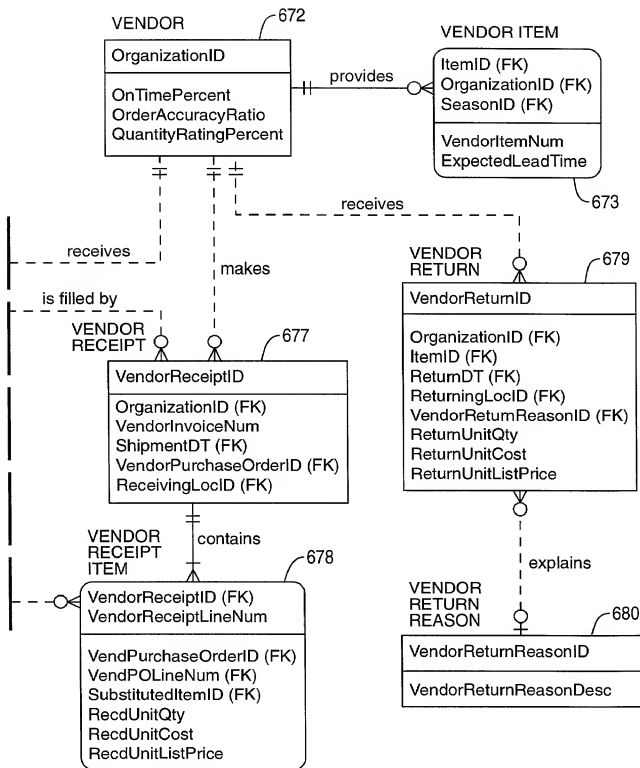 VENDOR
672
OrganizationID
OnTimePercent
OrderAccuracyRatio
QuantityRatingPercent
provides
VENDOR ITEM
ItemID (FK)
OrganizationID (FK)
SeasonID (FK)
VendorItemNum
ExpectedLeadTime
673
receives
receives
makes
is filled by
VENDOR
RECEIPT
677
VendorReceiptID
OrganizationID (FK)
VendorInvoiceNum
ShipmentDT (FK)
VendorPurchaseOrderID (FK)
ReceivingLocID (FK)
VENDOR
RETURN
679
VendorReturnID
OrganizationID (FK)
ItemID (FK)
ReturnDT (FK)
ReturningLocID (FK)
VendorReturnReasonID (FK)
ReturnUnitQty
ReturnUnitCost
ReturnUnitListPrice
contains
VENDOR
RECEIPT
ITEM
678
VendorReceiptID (FK)
VendorReceiptLineNum
VendPurchaseOrderID (FK)
VendPOLineNum (FK)
SubstitutedItemID (FK)
RecdUnitQty
RecdUnitCost
RecdUnitListPrice
explains
VENDOR
RETURN
REASON
680
VendorReturnReasonID
VendorReturnReasonDesc